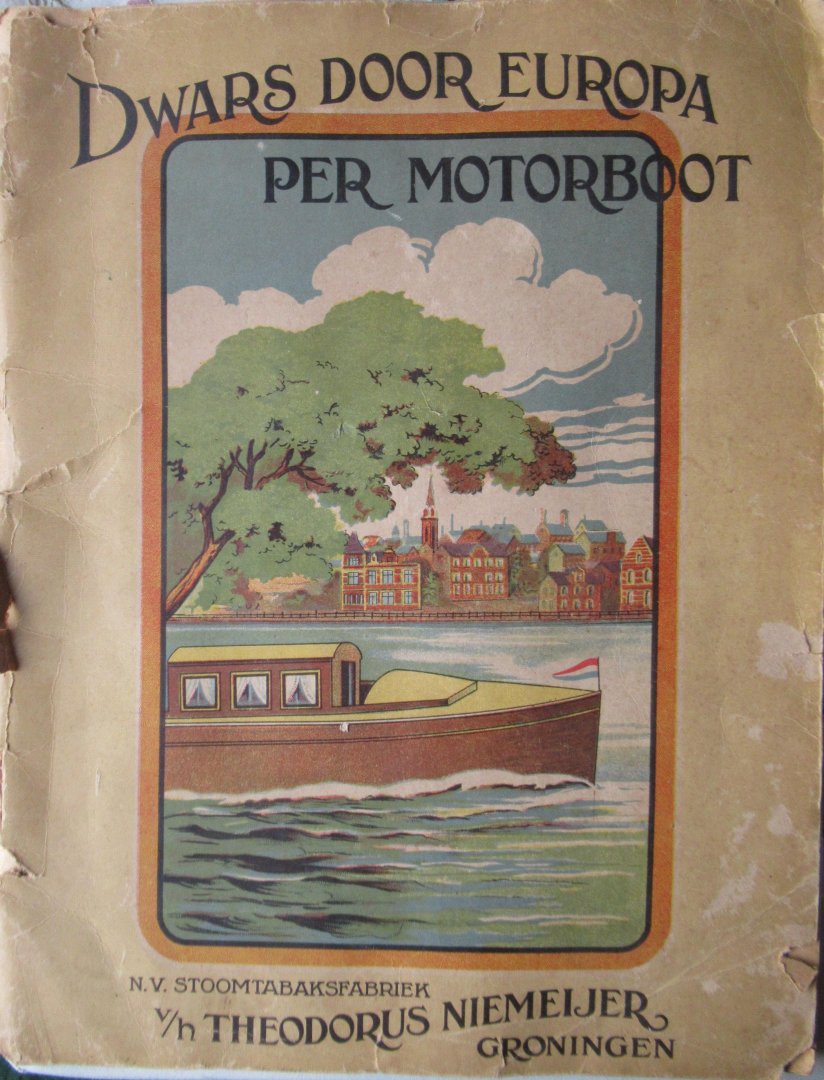 DWARS DOOR EUROPA
PER MOTORBOOT
N.V. STOOMTABAKSFABRIEK
v/h THEODORUS NIEMEIJER
GRONINGEN